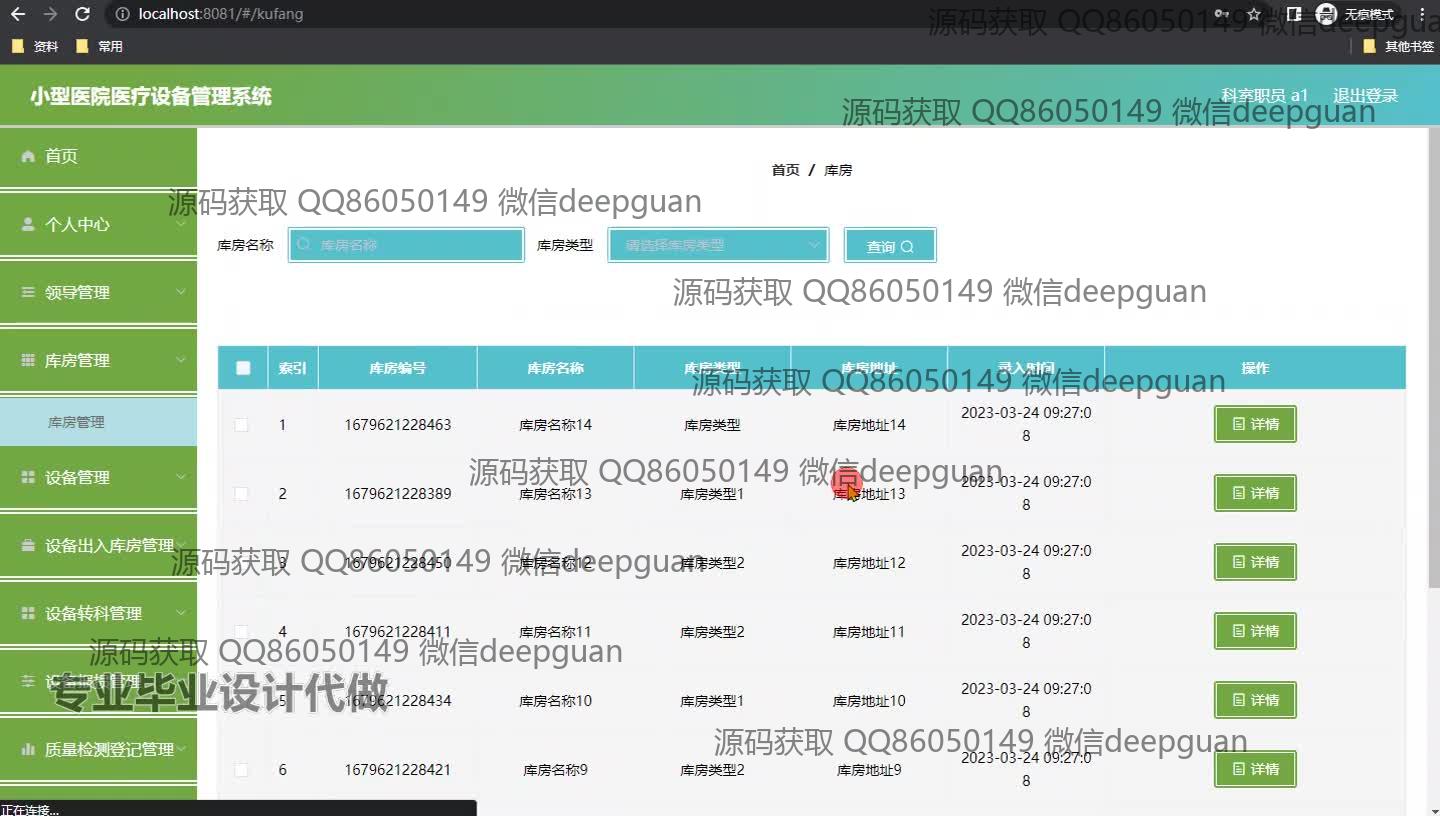 localhost:8081/#/kufang
无痕模式
源码获取 QQ86050149 微信deepguan
资料
常用
其他书签
小型医院医疗设备管理系统
科室职员 a1
退出登录
源码获取 QQ86050149 微信deepguan
首页
首页 / 库房
源码获取 QQ86050149 微信deepguan
个人中心
库房名称
库房名称
库房类型
请选择库房类型
查询
领导管理
源码获取 QQ86050149 微信deepguan
库房管理
索引 库房编号 库房名称 库房类型 库房地址 录入时间 操作
源码获取 QQ86050149 微信deepguan
库房管理
1 1679621228463 库房名称14 库房类型 库房地址14 2023-03-24 09:27:0
8
详情
设备管理
源码获取 QQ86050149 微信deepguan
2 1679621228389 库房名称13 库房类型1 库房地址13 2023-03-24 09:27:0
8
详情
设备出入库房管理
源码获取 QQ86050149 微信deepguan
3 1679621228450 库房名称12 库房类型2 库房地址12 2023-03-24 09:27:0
8
详情
设备转科管理
4 1679621228411 库房名称11 库房类型2 库房地址11 2023-03-24 09:27:0
8
详情
源码获取 QQ86050149 微信deepguan
专业毕业设计代做
5 1679621228434 库房名称10 库房类型1 库房地址10 2023-03-24 09:27:0
8
详情
质量检测登记管理
源码获取 QQ86050149 微信deepguan
6 1679621228421 库房名称9 库房类型2 库房地址9 2023-03-24 09:27:0
8
详情
正在连接...